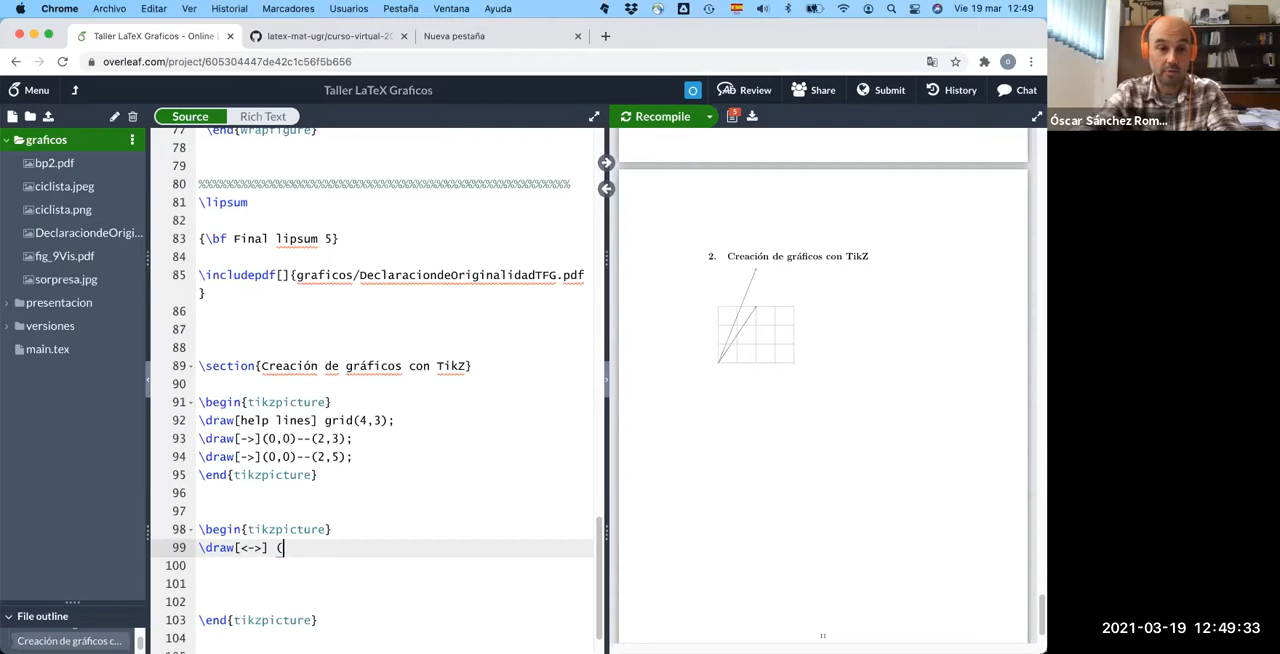 Chrome Archivo Editar Ver Historial Marcadores Usuarios Pestaña Ventana Ayuda Vie 19 mar 12:49
Taller LaTeX Graficos - Online L latex-mat-ugr/curso-virtual-20 Nueva pestaña
overleaf.com/project/605304447de42c1c56f5b656
Menu Taller LaTeX Graficos Review Share Submit History Chat
Source Rich Text Recompile
graficos
bp2.pdf
ciclista.jpeg
ciclista.png
DeclaraciondeOrigi...
fig_9Vis.pdf
sorpresa.jpg
presentacion
versiones
main.tex
File outline
Creación de gráficos c...
77 \end{wrapfigure}
78
79
80 %%%%%%%%%%%%%%%%%%%%%%%%%%%%%%%%%%%%%%%%%%%%%%%%%%%%%
81 \lipsum
82
83 {\bf Final lipsum 5}
84
85 \includepdf[]{graficos/DeclaraciondeOriginalidadTFG.pdf
}
86
87
88
89 \section{Creación de gráficos con TikZ}
90
91 \begin{tikzpicture}
92 \draw[help lines] grid(4,3);
93 \draw[->](0,0)--(2,3);
94 \draw[->](0,0)--(2,5);
95 \end{tikzpicture}
96
97
98 \begin{tikzpicture}
99 \draw[<->] (
100
101
102
103 \end{tikzpicture}
104
2. Creación de gráficos con TikZ
11
Óscar Sánchez Rom...
2021-03-19 12:49:33